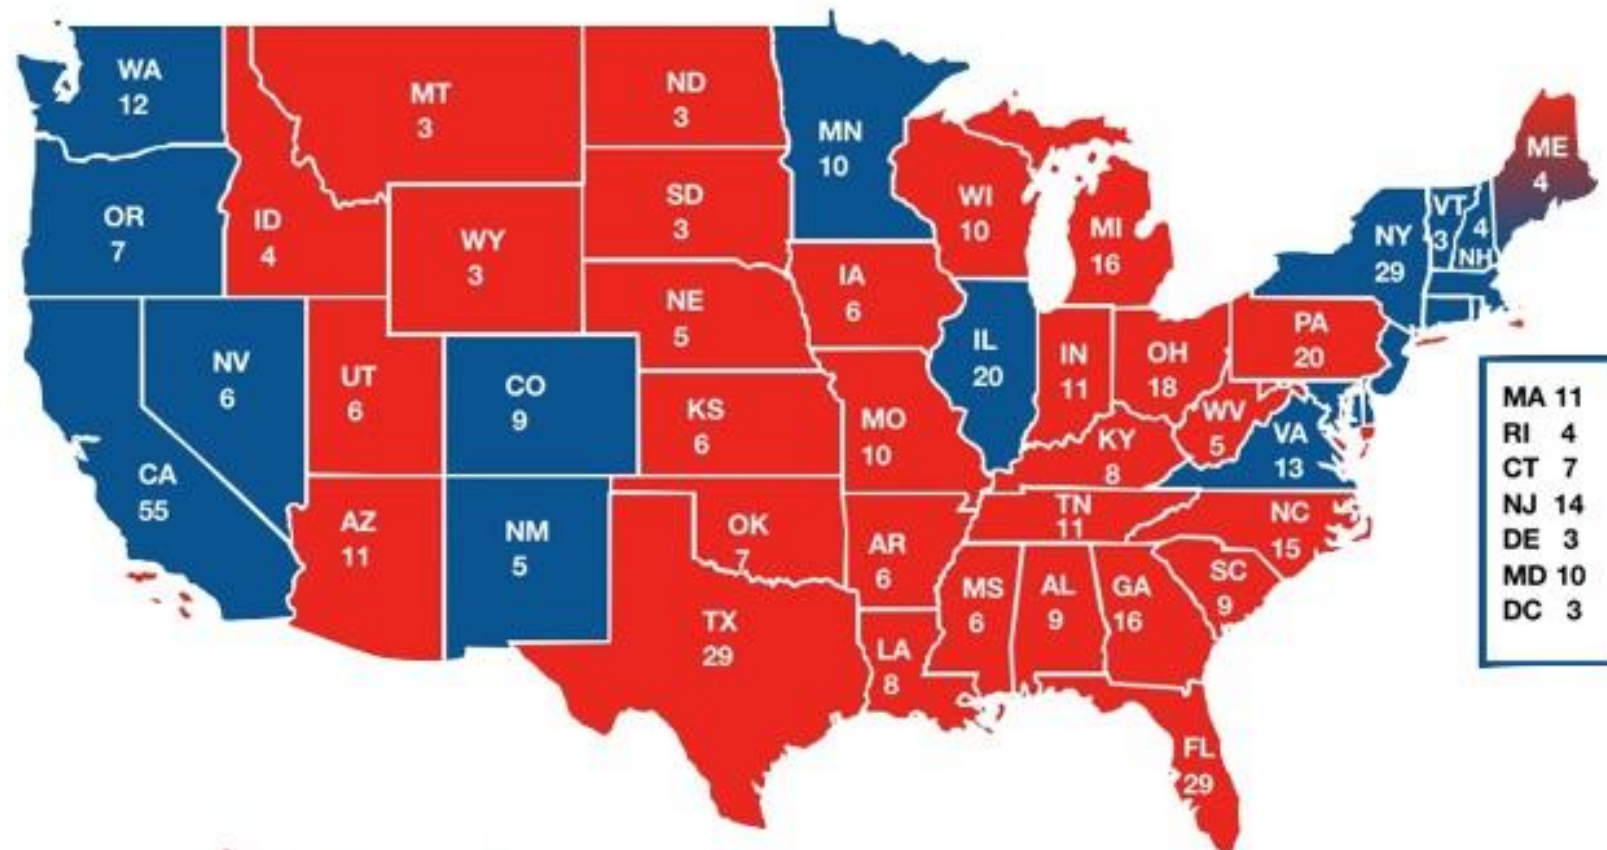 WA
12
MT
3
ND
3
MN
10
ME
4
OR
7
ID
4
WY
3
SD
3
WI
10
MI
16
NY
29
VT
3
4
NH
NV
6
UT
6
CO
9
NE
5
IA
6
IL
20
IN
11
OH
18
PA
20
CA
55
KS
6
MO
10
KY
8
WV
5
VA
13
AZ
11
NM
5
OK
7
AR
6
TN
11
NC
15
TX
29
LA
8
MS
6
AL
9
GA
16
SC
9
FL
29
MA 11
RI 4
CT 7
NJ 14
DE 3
MD 10
DC 3